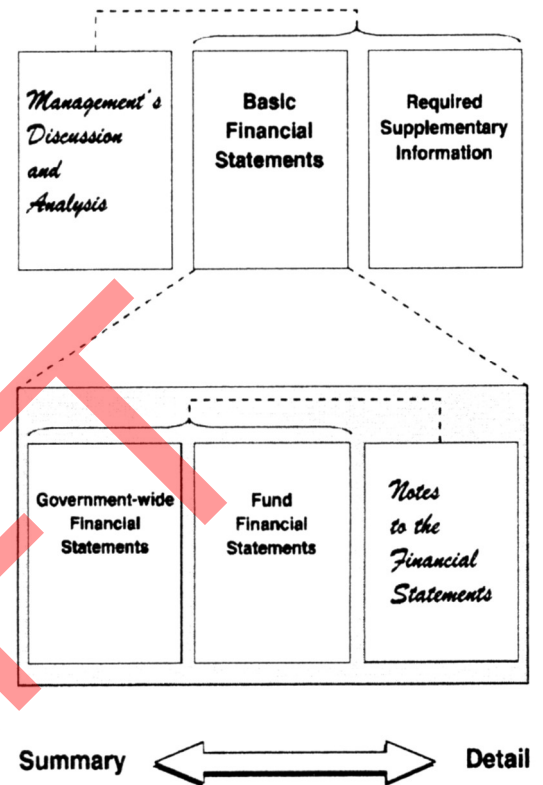 Management's
Discussion
and
Analysis
Basic
Financial
Statements
Required
Supplementary
Information
Government-wide
Financial
Statements
Fund
Financial
Statements
Notes
to the
Financial
Statements
Summary
Detail